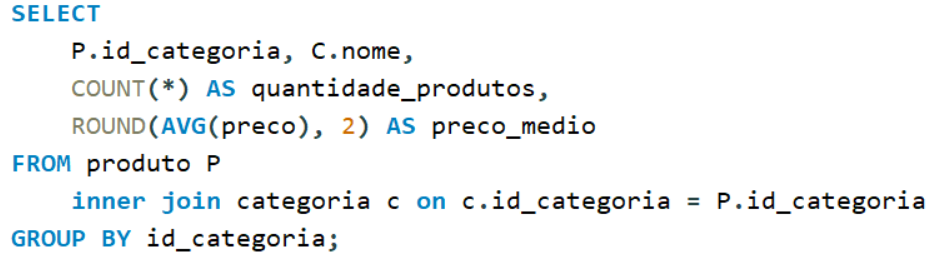 SELECT
P.id_categoria, C.nome,
COUNT(*) AS quantidade_produtos,
ROUND(AVG(preco), 2) AS preco_medio
FROM produto P
inner join categoria c on c.id_categoria = P.id_categoria
GROUP BY id_categoria;